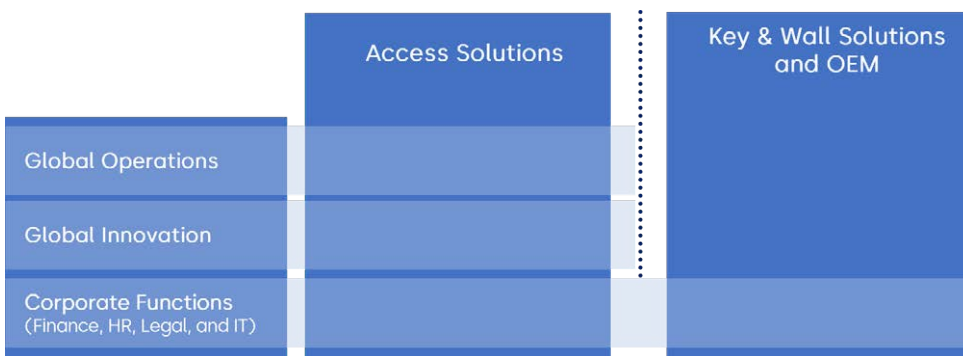 Access Solutions
Key & Wall Solutions
and OEM
Global Operations
Global Innovation
Corporate Functions
(Finance, HR, Legal, and IT)